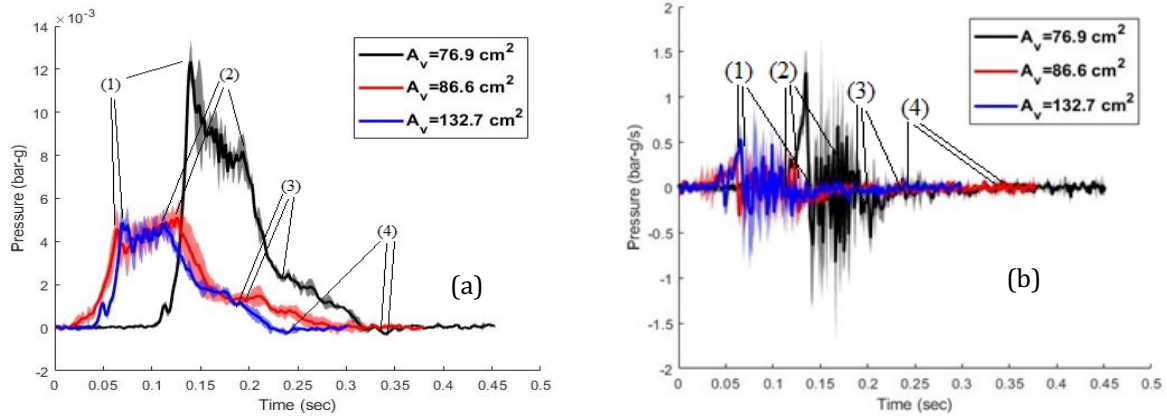 × 10⁻³
14
12
10
8
6
4
2
0
-2
Pressure (bar-g)
0 0.05 0.1 0.15 0.2 0.25 0.3 0.35 0.4 0.45 0.5
Time (sec)
A_v=76.9 cm²
A_v=86.6 cm²
A_v=132.7 cm²
(1)
(2)
(3)
(4)
(a)
(b)
2
1.5
1
0.5
0
-0.5
-1
-1.5
-2
Pressure (bar-g/s)
0 0.05 0.1 0.15 0.2 0.25 0.3 0.35 0.4 0.45 0.5
Time (sec)
A_v=76.9 cm²
A_v=86.6 cm²
A_v=132.7 cm²
(1)
(2)
(3)
(4)
(b)